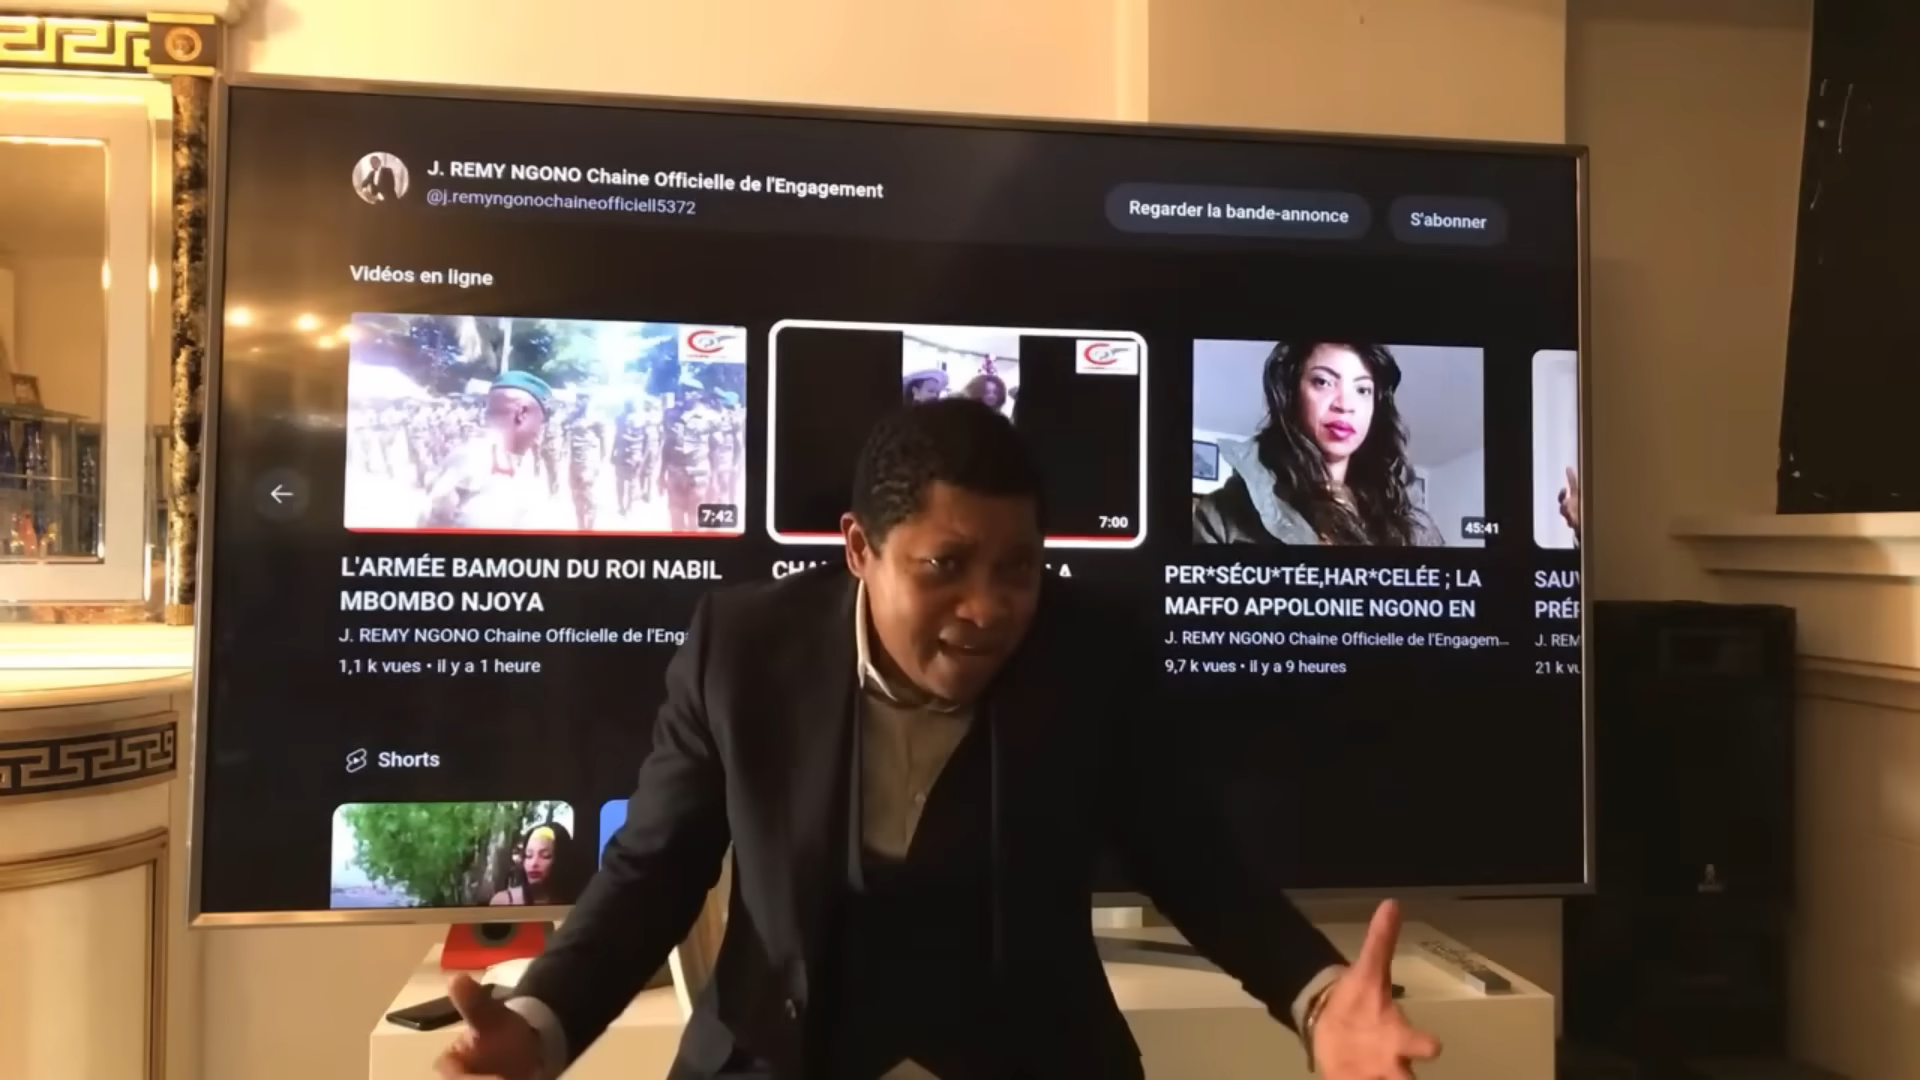 J. REMY NGONO Chaine Officielle de l'Engagement
@j.remyngonochaineofficiell5372
Regarder la bande-annonce
S'abonner
Vidéos en ligne
7:42
7:00
45:41
L'ARMÉE BAMOUN DU ROI NABIL
MBOMBO NJOYA
J. REMY NGONO Chaine Officielle de l'Eng
1,1 k vues • il y a 1 heure
PER*SÉCU*TÉE,HAR*CELÉE ; LA
MAFFO APPOLONIE NGONO EN
J. REMY NGONO Chaine Officielle de l'Engagem...
9,7 k vues • il y a 9 heures
J. REM
21 k vu
Shorts